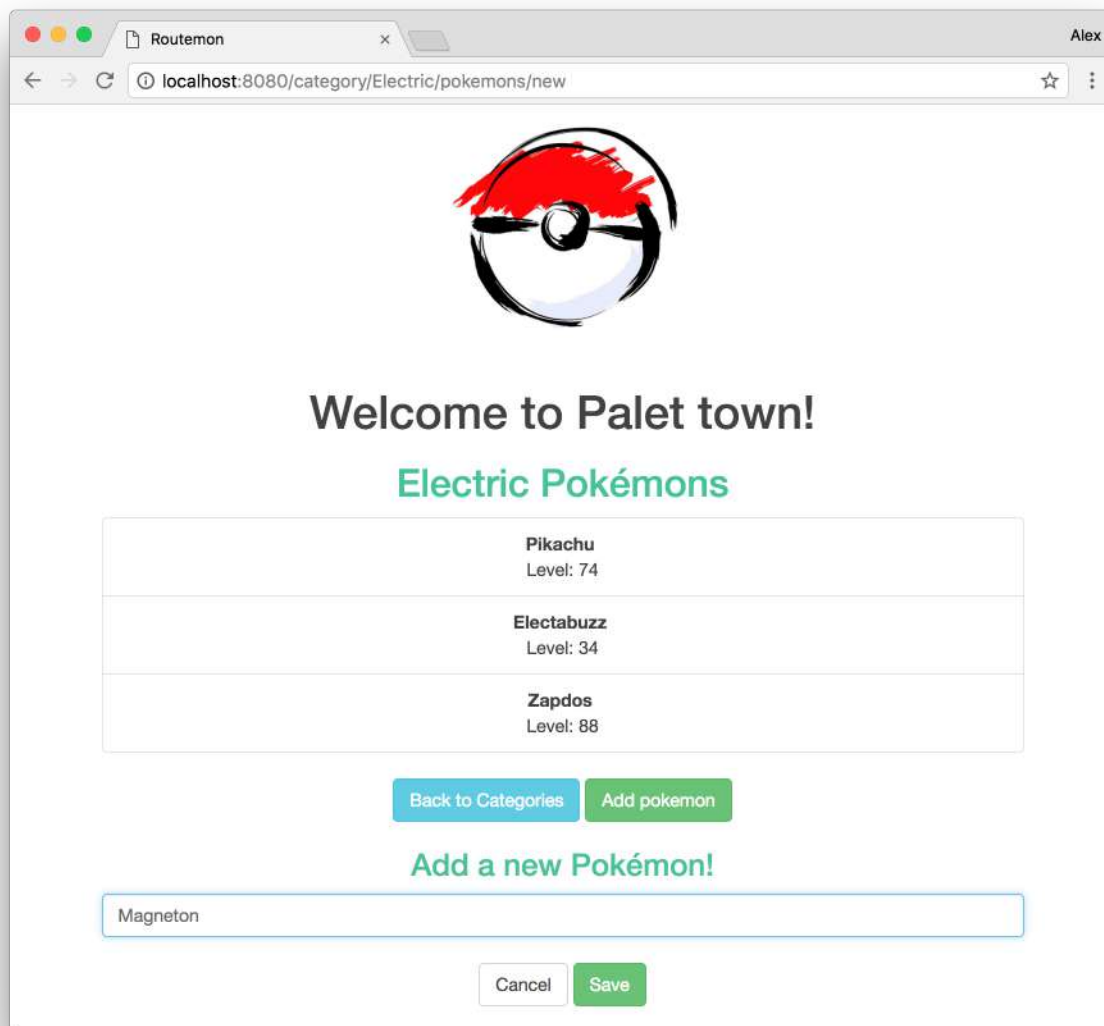 Routemon
Alex
localhost:8080/category/Electric/pokemons/new
Welcome to Palet town!
Electric Pokémons
Pikachu
Level: 74
Electabuzz
Level: 34
Zapdos
Level: 88
Back to Categories Add pokemon
Add a new Pokémon!
Magneton
Cancel Save